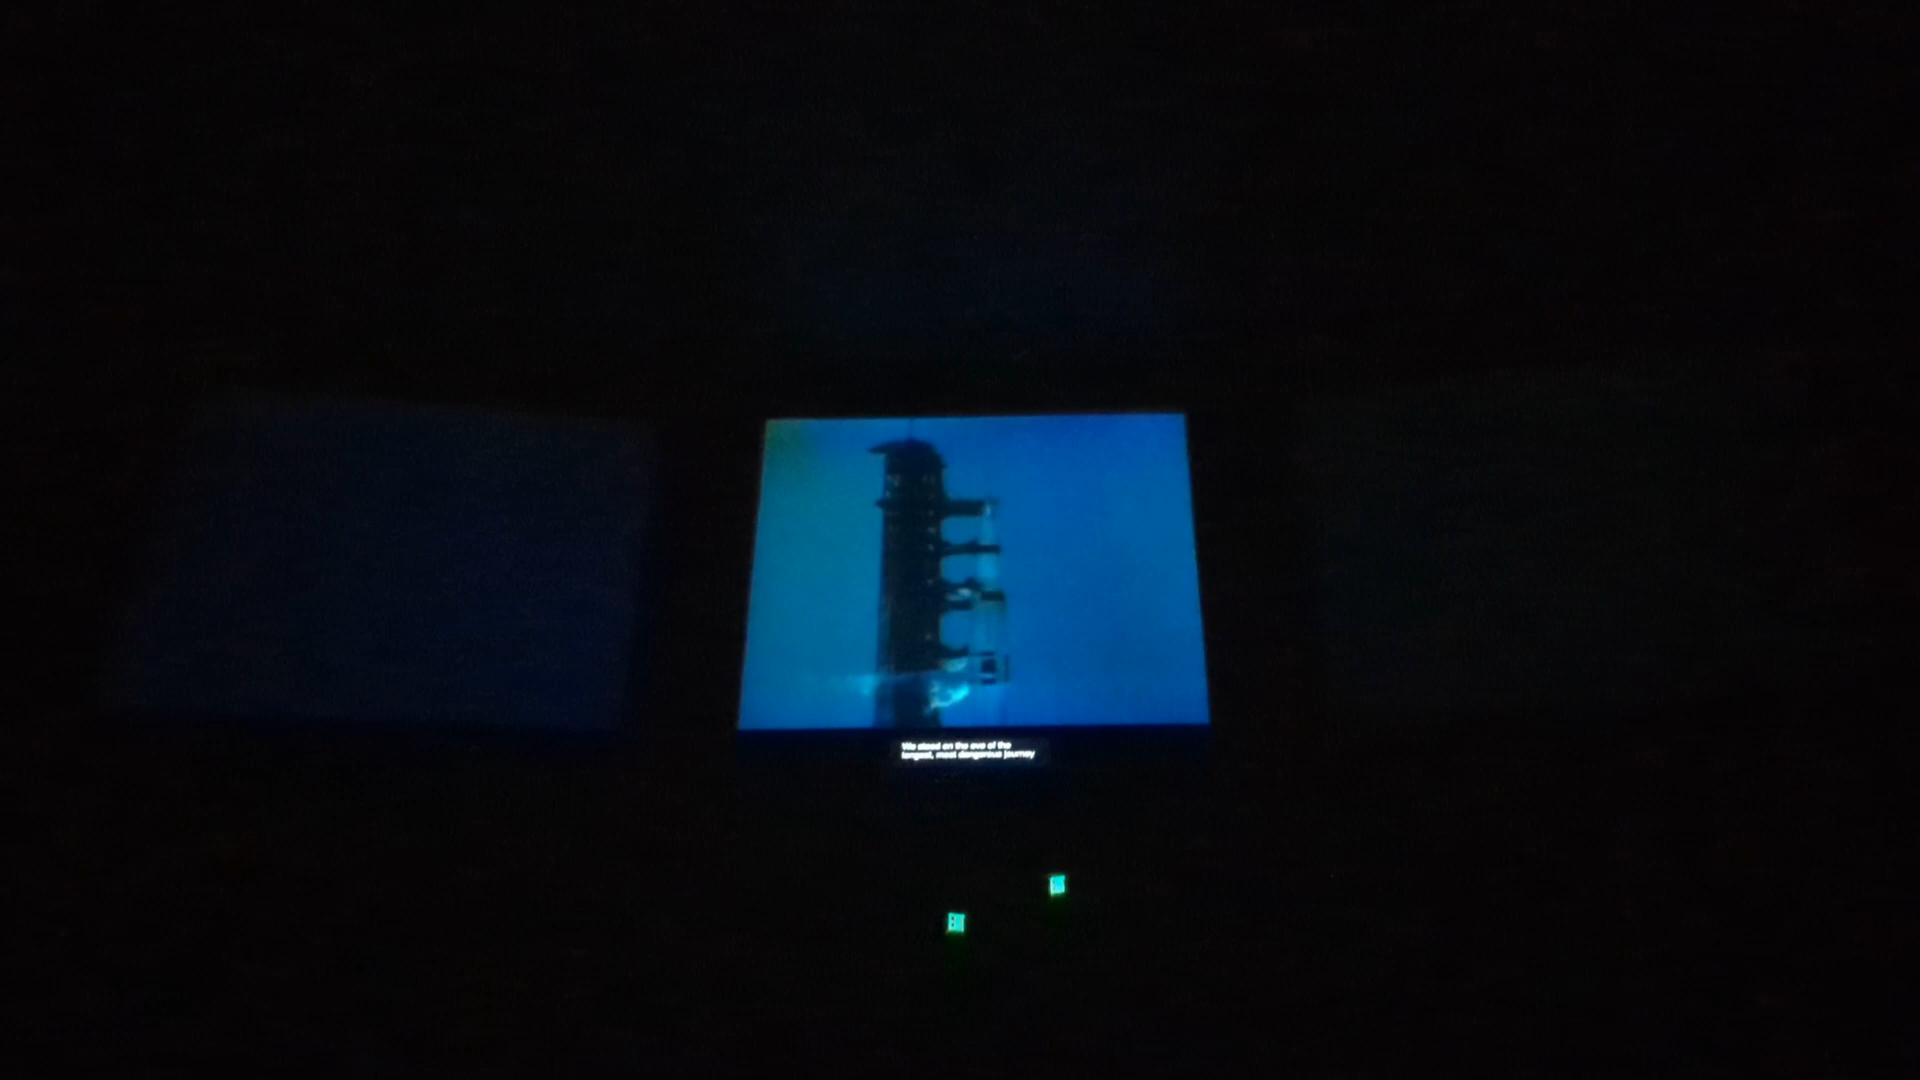 We stood on the eve of the
longest, most dangerous journey